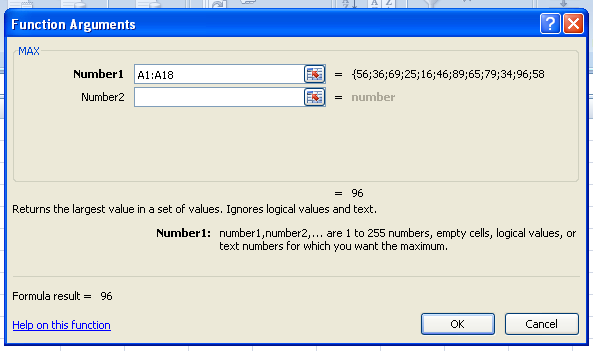 Function Arguments
MAX
Number1 A1:A18 = {56;36;69;25;16;46;89;65;79;34;96;58
Number2 = number
= 96
Returns the largest value in a set of values. Ignores logical values and text.
Number1: number1,number2,... are 1 to 255 numbers, empty cells, logical values, or
text numbers for which you want the maximum.
Formula result = 96
Help on this function OK Cancel